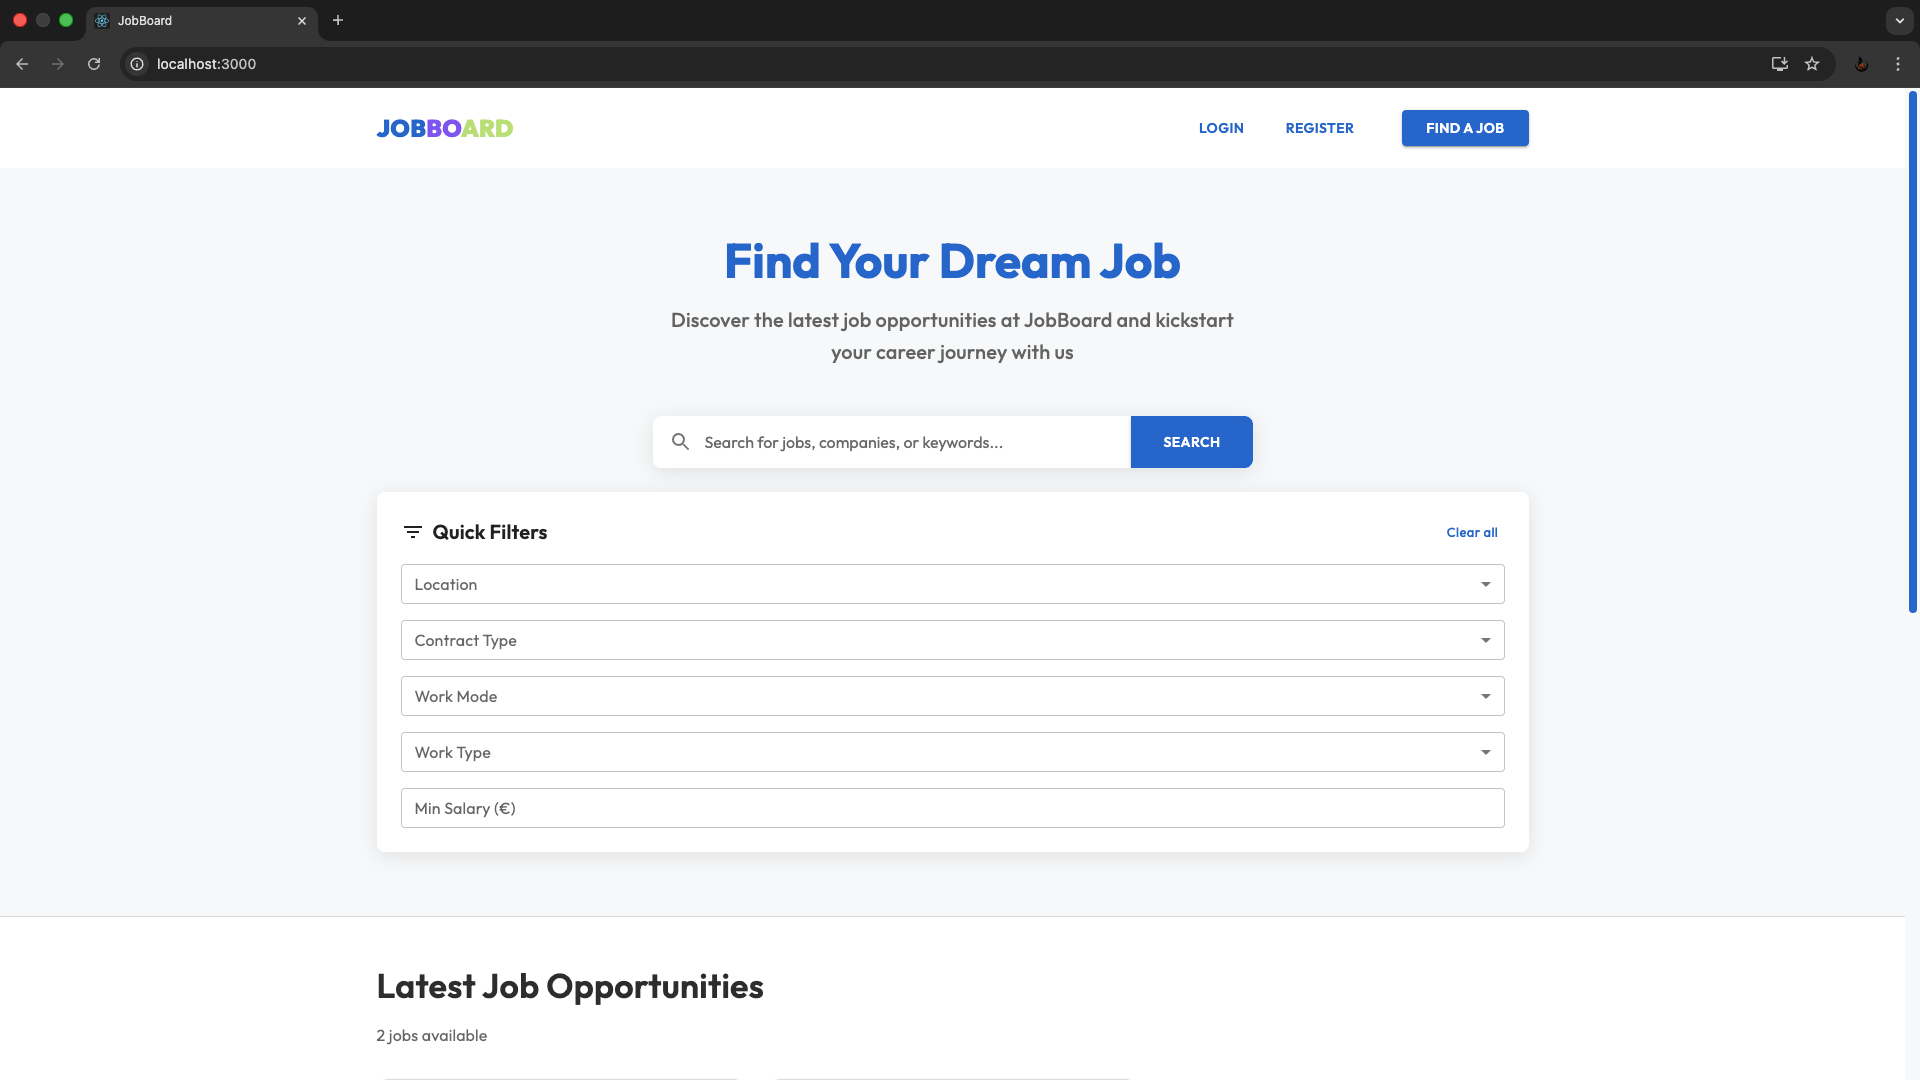 JobBoard
localhost:3000
JOBBOARD
LOGIN
REGISTER
FIND A JOB
Find Your Dream Job
Discover the latest job opportunities at JobBoard and kickstart
your career journey with us
Search for jobs, companies, or keywords...
SEARCH
Quick Filters
Clear all
Location
Contract Type
Work Mode
Work Type
Min Salary (€)
Latest Job Opportunities
2 jobs available